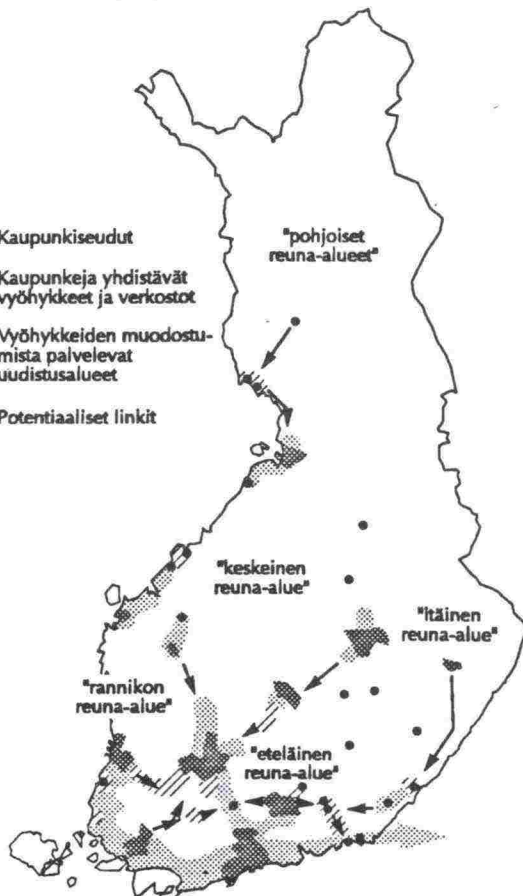 Kaupunkiseudut
Kaupunkeja yhdistävät
vyöhykkeet ja verkostot
Vyöhykkeiden muodostu-
mista palvelevat
uudistusalueet
Potentiaaliset linkit
"pohjoiset
reuna-alueet"
"keskeinen
reuna-alue"
"itäinen
reuna-alue"
"rannikon
reuna-alue"
"eteläinen
reuna-alue"